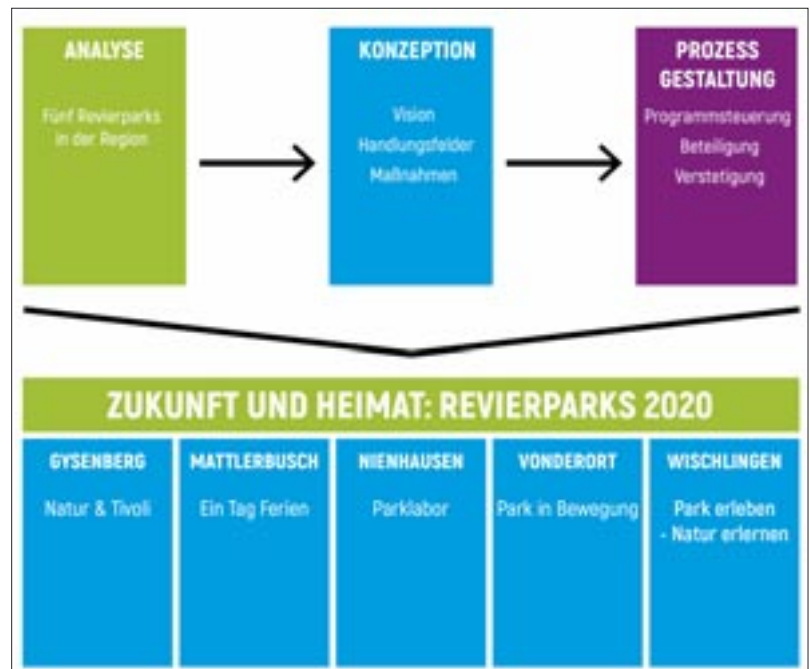 ANALYSE
Fünf Revierparks
in der Region
KONZEPTION
Vision
Handlungsfelder
Maßnahmen
PROZESS
GESTALTUNG
Programmsteuerung
Beteiligung
Verstetigung
ZUKUNFT UND HEIMAT: REVIERPARKS 2020
GYSENBERG
Natur & Tivoli
MATTLERBUSCH
Ein Tag Ferien
NIENHAUSEN
Parklabor
VONDERORT
Park in Bewegung
WISCHLINGEN
Park erleben
- Natur erlernen